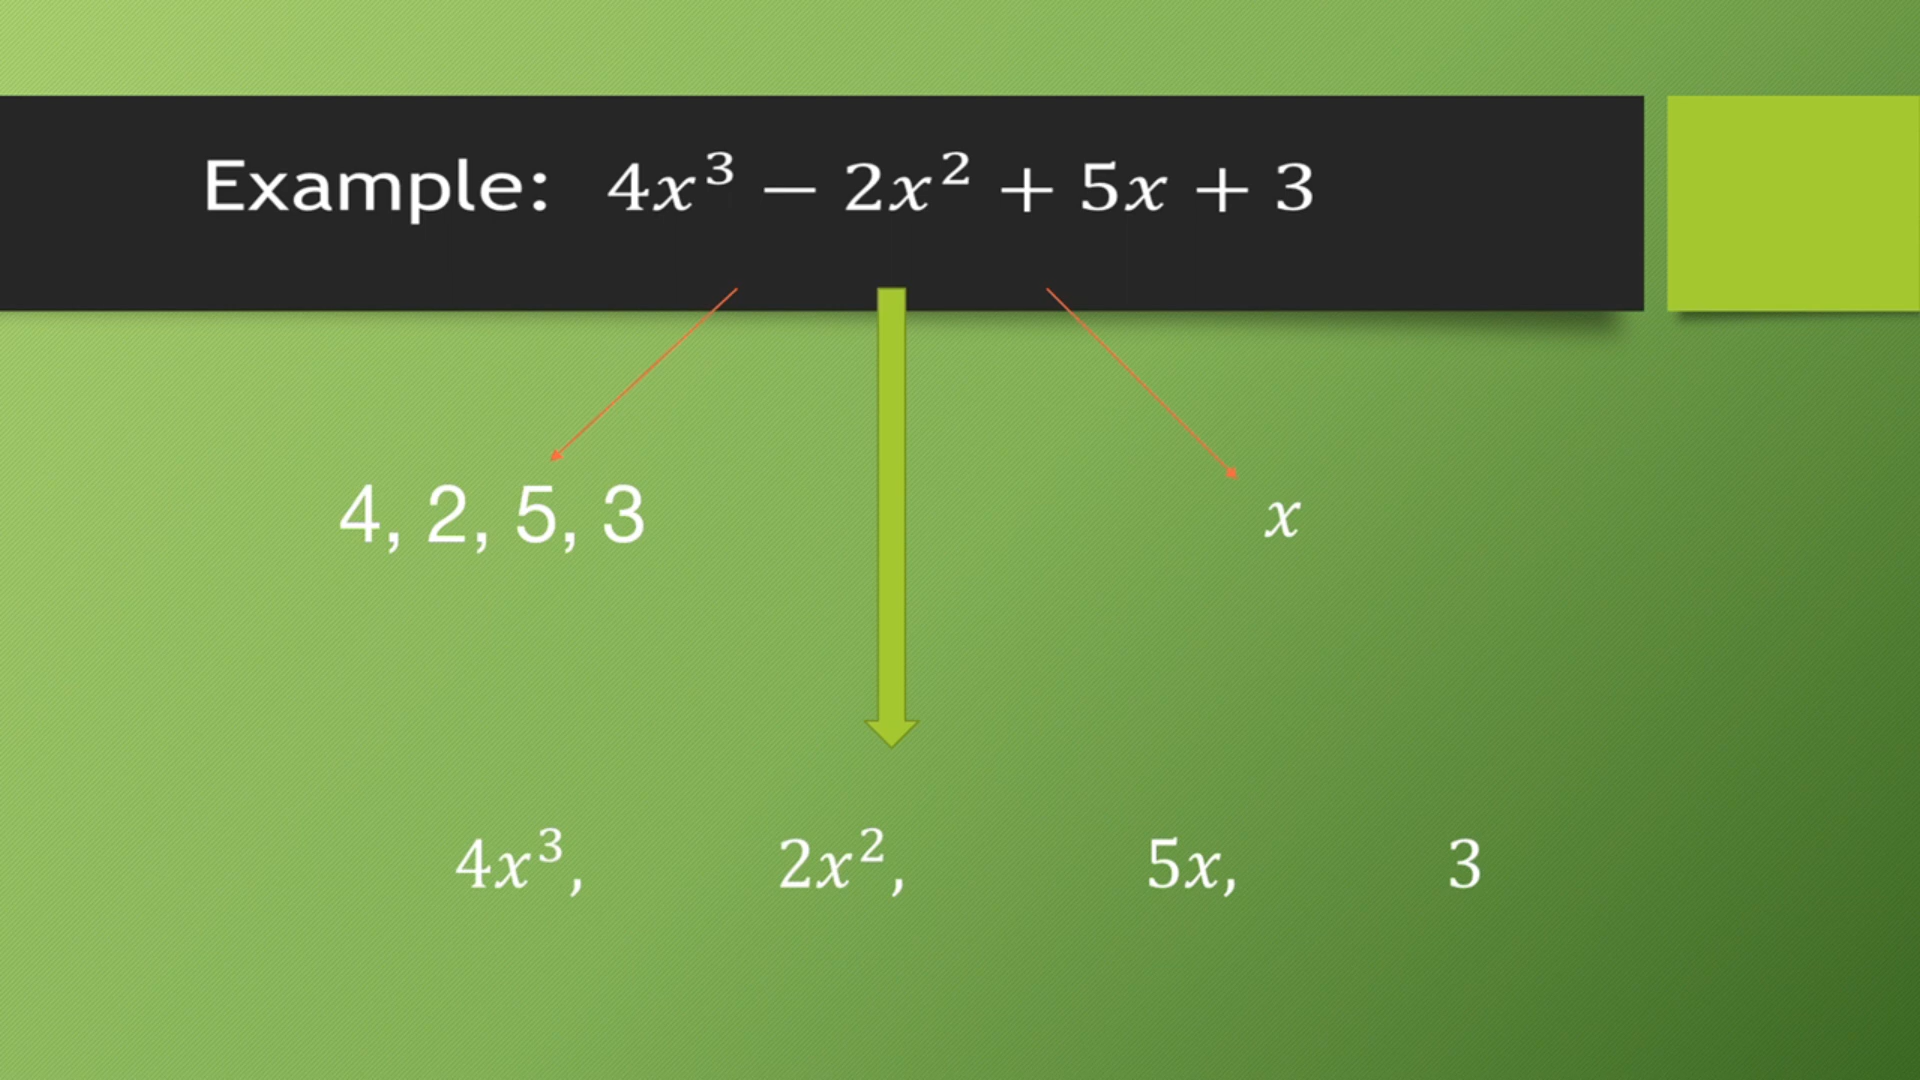 Example: 4x³ − 2x² + 5x + 3
4, 2, 5, 3
x
4x³, 2x², 5x, 3